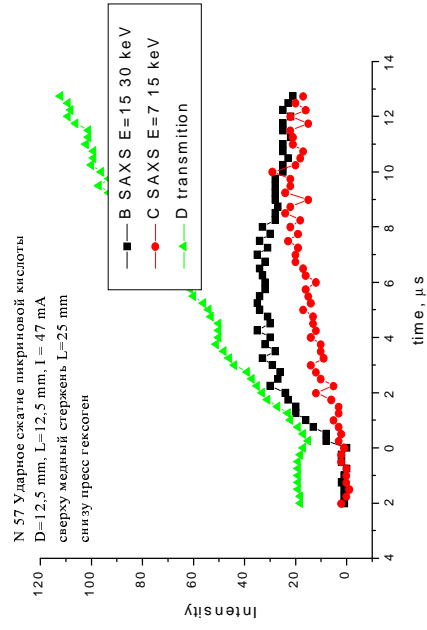 N 57 Ударное сжатие пикриновой кислоты
D=12,5 mm, L=12,5 mm, I = 47 mA
сверху медный стержень L=25 mm
снизу пресс гексоген
B SAXS E=15 30 keV
C SAXS E=7 15 keV
D transmition
Intensity
120
100
80
60
40
20
0
4
2
0
2
4
6
8
10
12
14
time, μs